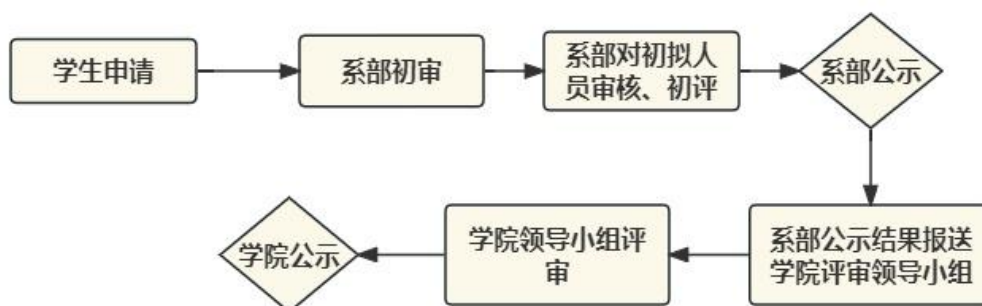 学生申请
系部初审
系部对初拟人
员审核、初评
系部公示
系部公示结果报送
学院评审领导小组
学院领导小组评
审
学院公示